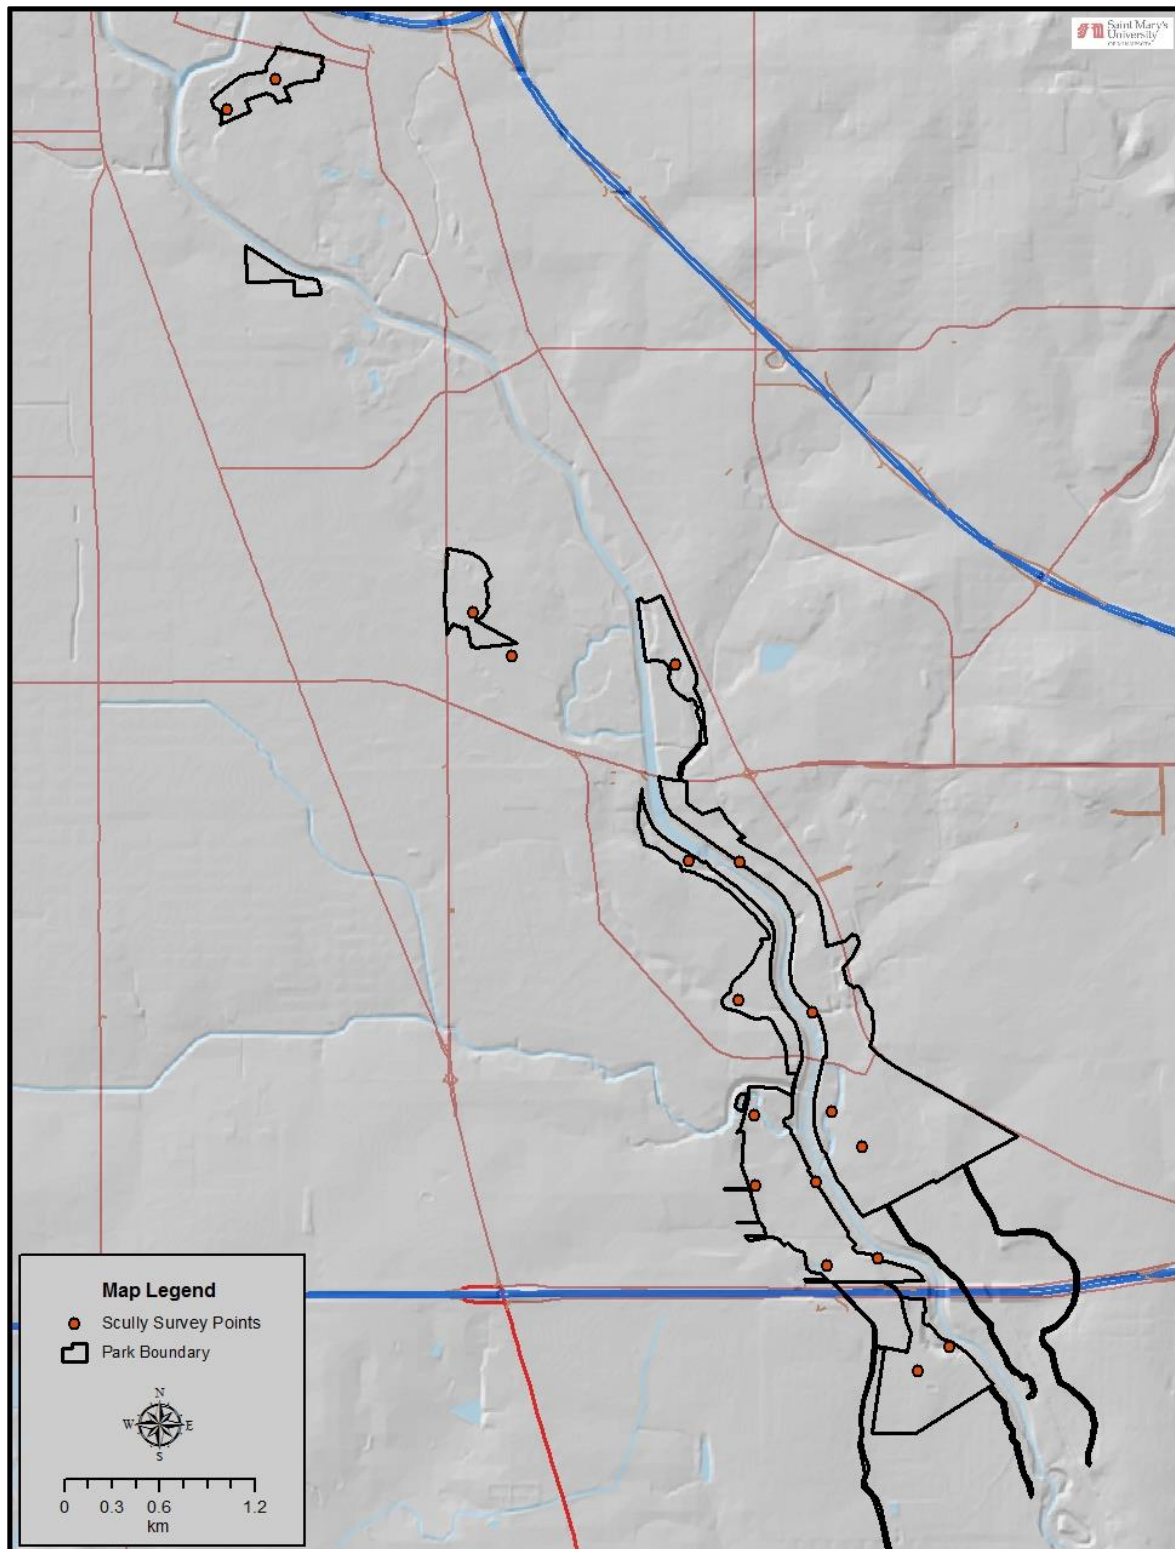 Saint Mary's
University
Map Legend
Scully Survey Points
Park Boundary
N
W E
S
0 0.3 0.6 1.2
km